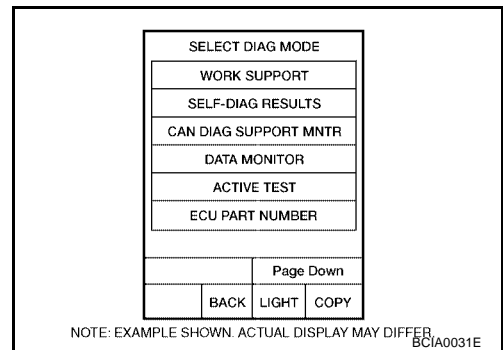 SELECT DIAG MODE
WORK SUPPORT
SELF-DIAG RESULTS
CAN DIAG SUPPORT MNTR
DATA MONITOR
ACTIVE TEST
ECU PART NUMBER
Page Down
BACK LIGHT COPY
NOTE: EXAMPLE SHOWN. ACTUAL DISPLAY MAY DIFFER.
BCIA0031E